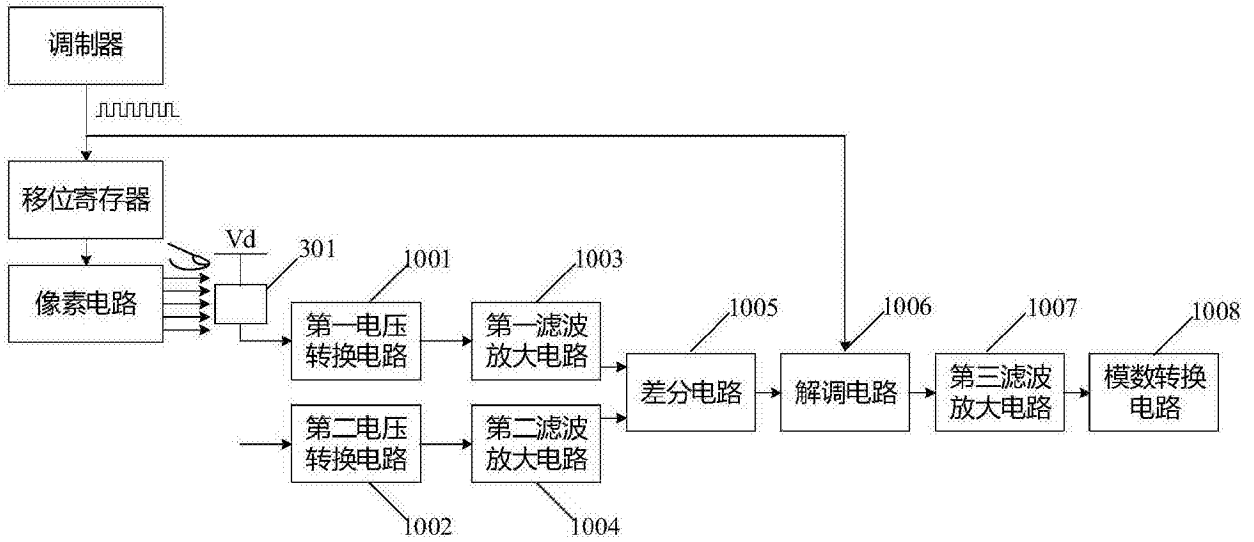 调制器
移位寄存器
像素电路
Vd
301
1001
第一电压
转换电路
1003
第一滤波
放大电路
1005
差分电路
1006
解调电路
1007
第三滤波
放大电路
1008
模数转换
电路
第二电压
转换电路
1002
第二滤波
放大电路
1004